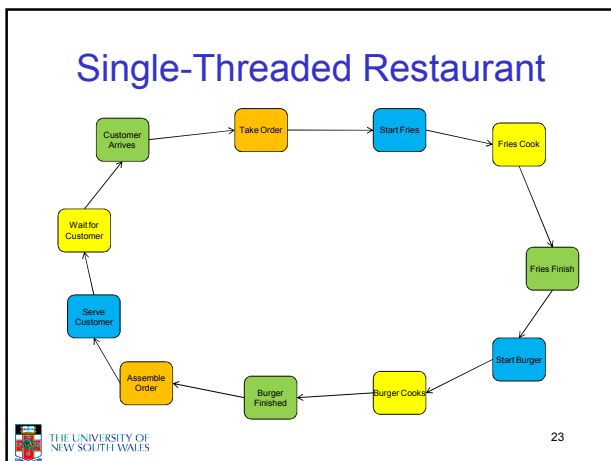 Single-Threaded Restaurant
Customer
Arrives
Take Order
Start Fries
Fries Cook
Wait for
Customer
Fries Finish
Serve
Customer
Start Burger
Assemble
Order
Burger
Finished
Burger Cooks
THE UNIVERSITY OF
NEW SOUTH WALES
23